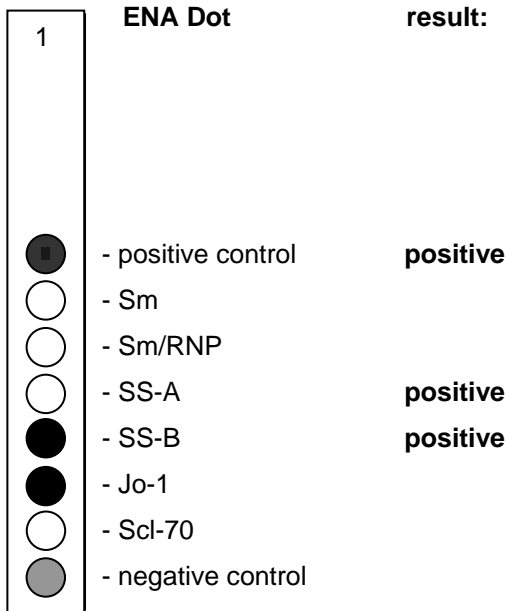 ENA Dot result:
1
- positive control positive
- Sm
- Sm/RNP
- SS-A positive
- SS-B positive
- Jo-1
- Scl-70
- negative control